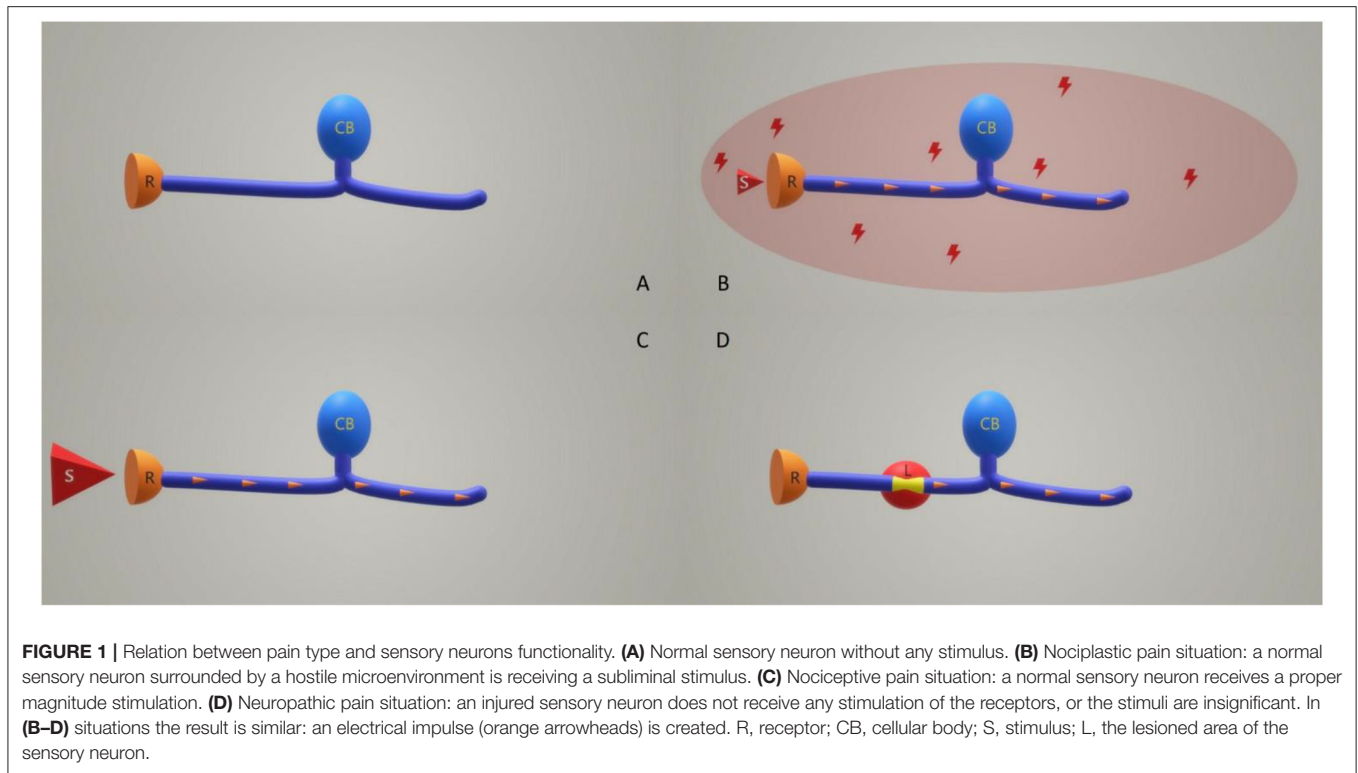 CB
R
CB
S
R
A
B
C
D
CB
S
R
CB
R
L
FIGURE 1 | Relation between pain type and sensory neurons functionality. (A) Normal sensory neuron without any stimulus. (B) Nociplastic pain situation: a normal
sensory neuron surrounded by a hostile microenvironment is receiving a subliminal stimulus. (C) Nociceptive pain situation: a normal sensory neuron receives a proper
magnitude stimulation. (D) Neuropathic pain situation: an injured sensory neuron does not receive any stimulation of the receptors, or the stimuli are insignificant. In
(B–D) situations the result is similar: an electrical impulse (orange arrowheads) is created. R, receptor; CB, cellular body; S, stimulus; L, the lesioned area of the
sensory neuron.